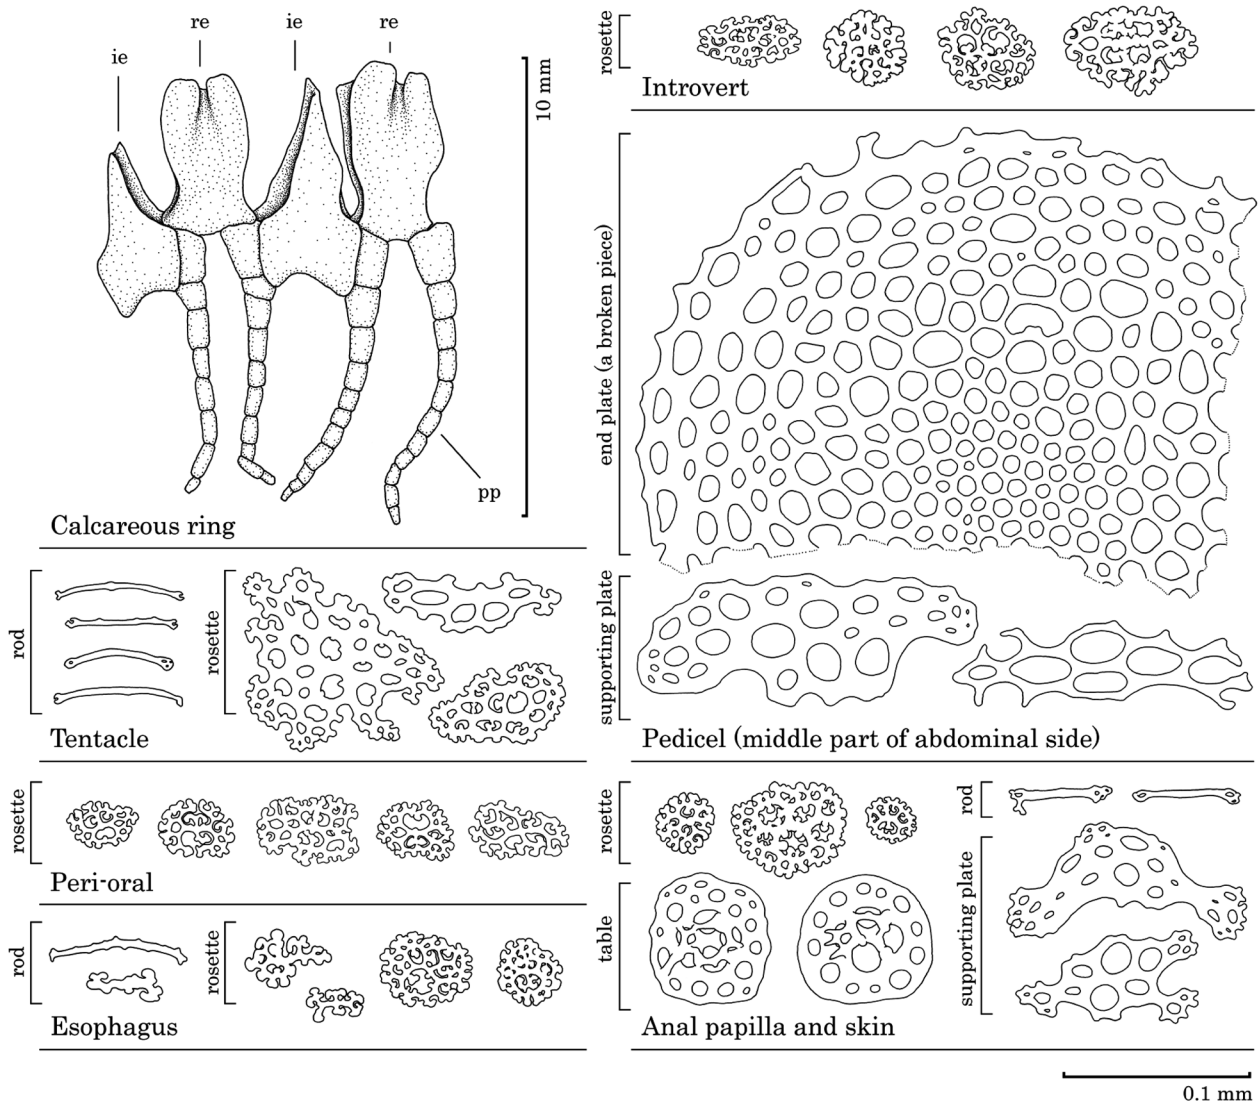 re
ie
re
ie
10 mm
pp
Calcareous ring
rosette
Introvert
end plate (a broken piece)
supporting plate
Pedicel (middle part of abdominal side)
rod
rosette
Tentacle
rosette
Peri-oral
rod
rosette
Esophagus
rosette
rod
table
supporting plate
Anal papilla and skin
0.1 mm